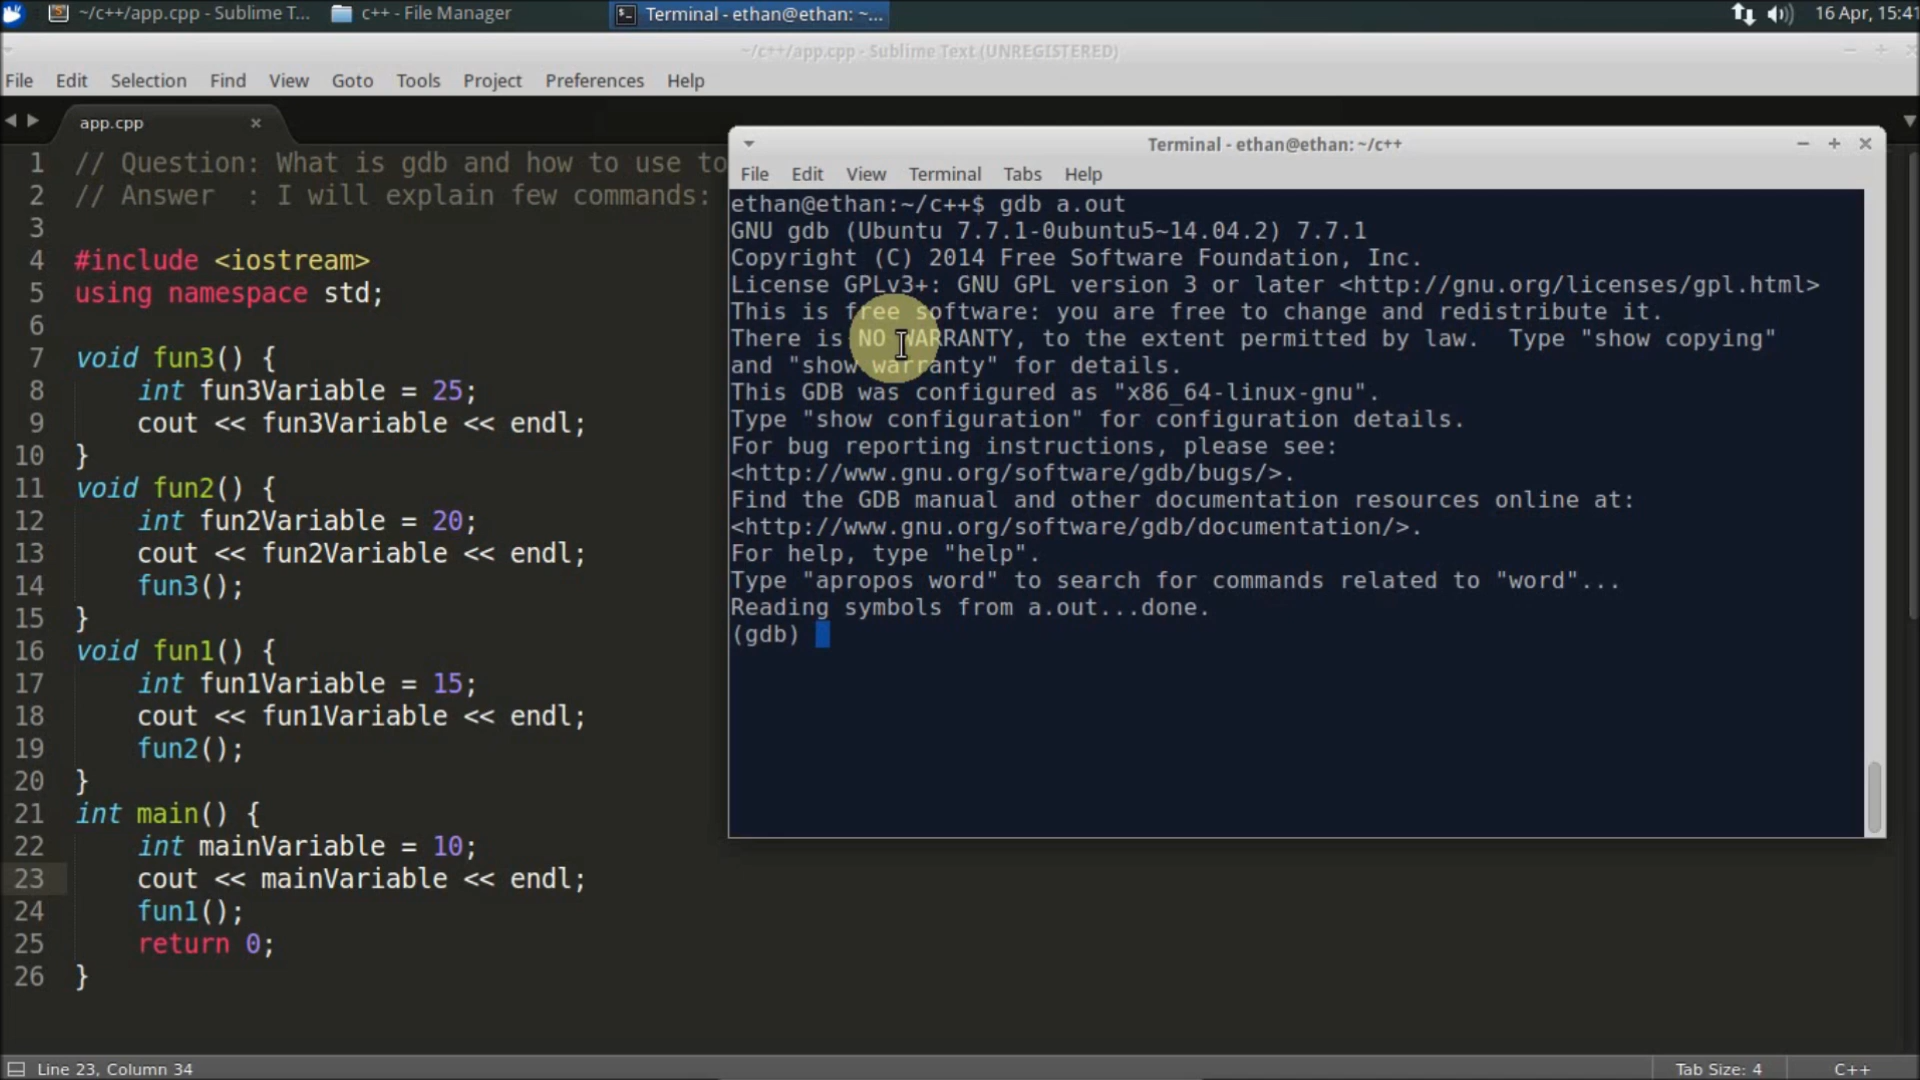 ~/c++/app.cpp - Sublime T...
c++ - File Manager
Terminal - ethan@ethan: ~...
16 Apr, 15:41
~/c++/app.cpp - Sublime Text (UNREGISTERED)
File Edit Selection Find View Goto Tools Project Preferences Help
app.cpp
1 // Question: What is gdb and how to use to
2 // Answer  : I will explain few commands:
3
4 #include <iostream>
5 using namespace std;
6
7 void fun3() {
8     int fun3Variable = 25;
9     cout << fun3Variable << endl;
10 }
11 void fun2() {
12     int fun2Variable = 20;
13     cout << fun2Variable << endl;
14     fun3();
15 }
16 void fun1() {
17     int fun1Variable = 15;
18     cout << fun1Variable << endl;
19     fun2();
20 }
21 int main() {
22     int mainVariable = 10;
23     cout << mainVariable << endl;
24     fun1();
25     return 0;
26 }
Terminal - ethan@ethan: ~/c++
File Edit View Terminal Tabs Help
ethan@ethan:~/c++$ gdb a.out
GNU gdb (Ubuntu 7.7.1-0ubuntu5~14.04.2) 7.7.1
Copyright (C) 2014 Free Software Foundation, Inc.
License GPLv3+: GNU GPL version 3 or later <http://gnu.org/licenses/gpl.html>
This is free software: you are free to change and redistribute it.
There is NO WARRANTY, to the extent permitted by law.  Type "show copying"
and "show warranty" for details.
This GDB was configured as "x86_64-linux-gnu".
Type "show configuration" for configuration details.
For bug reporting instructions, please see:
<http://www.gnu.org/software/gdb/bugs/>.
Find the GDB manual and other documentation resources online at:
<http://www.gnu.org/software/gdb/documentation/>.
For help, type "help".
Type "apropos word" to search for commands related to "word"...
Reading symbols from a.out...done.
(gdb)
Line 23, Column 34
Tab Size: 4
C++